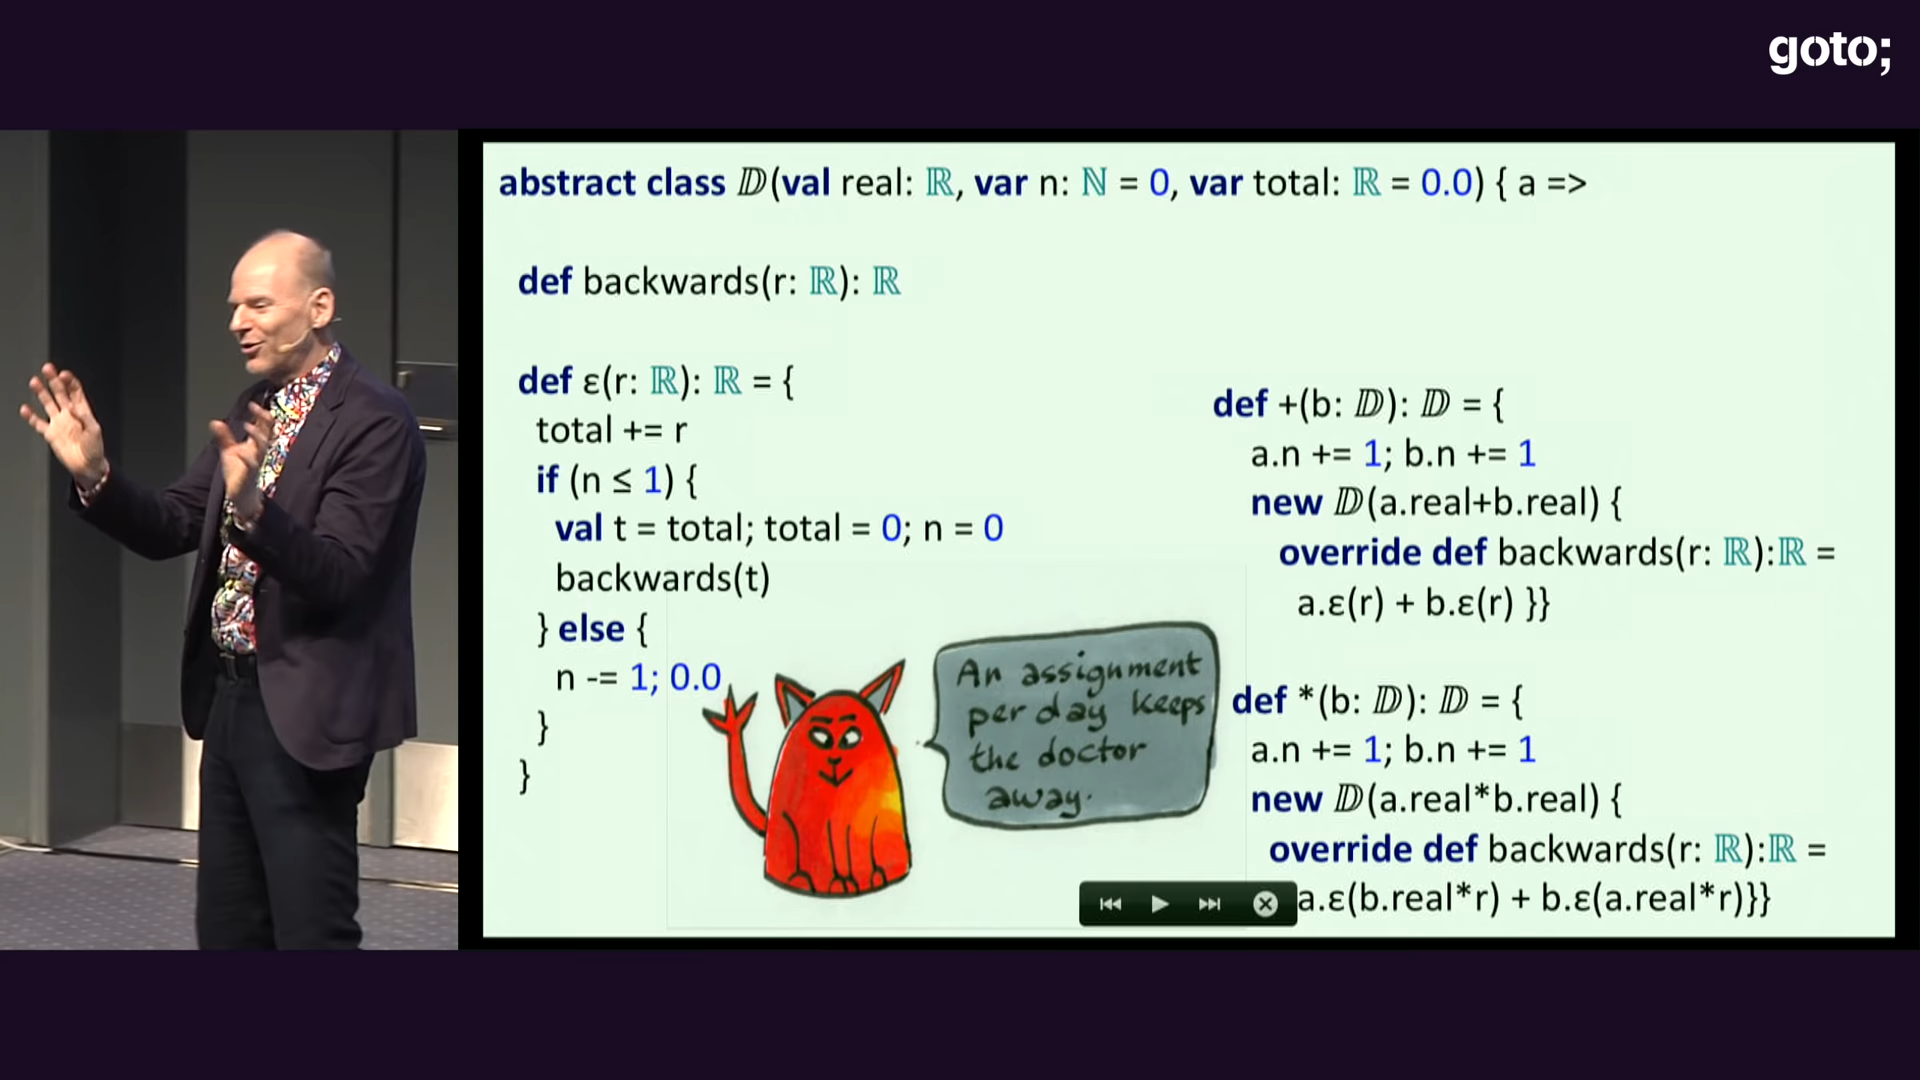 goto;
abstract class 𝔻(val real: ℝ, var n: ℕ = 0, var total: ℝ = 0.0) { a =>
def backwards(r: ℝ): ℝ
def ε(r: ℝ): ℝ = {
total += r
if (n ≤ 1) {
val t = total; total = 0; n = 0
backwards(t)
} else {
n -= 1; 0.0
}
}
An assignment
per day keeps
the doctor
away.
def +(b: 𝔻): 𝔻 = {
a.n += 1; b.n += 1
new 𝔻(a.real+b.real) {
override def backwards(r: ℝ):ℝ =
a.ε(r) + b.ε(r) }}
def *(b: 𝔻): 𝔻 = {
a.n += 1; b.n += 1
new 𝔻(a.real*b.real) {
override def backwards(r: ℝ):ℝ =
a.ε(b.real*r) + b.ε(a.real*r)}}